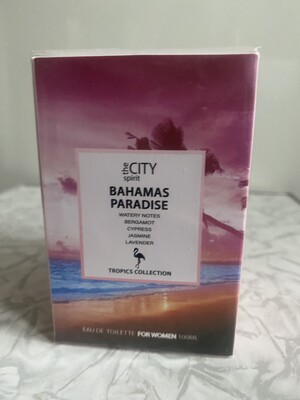 the CITY
spirit
BAHAMAS
PARADISE
WATERY NOTES
BERGAMOT
CYPRESS
JASMINE
LAVENDER
TROPICS COLLECTION
EAU DE TOILETTE FOR WOMEN 100ML